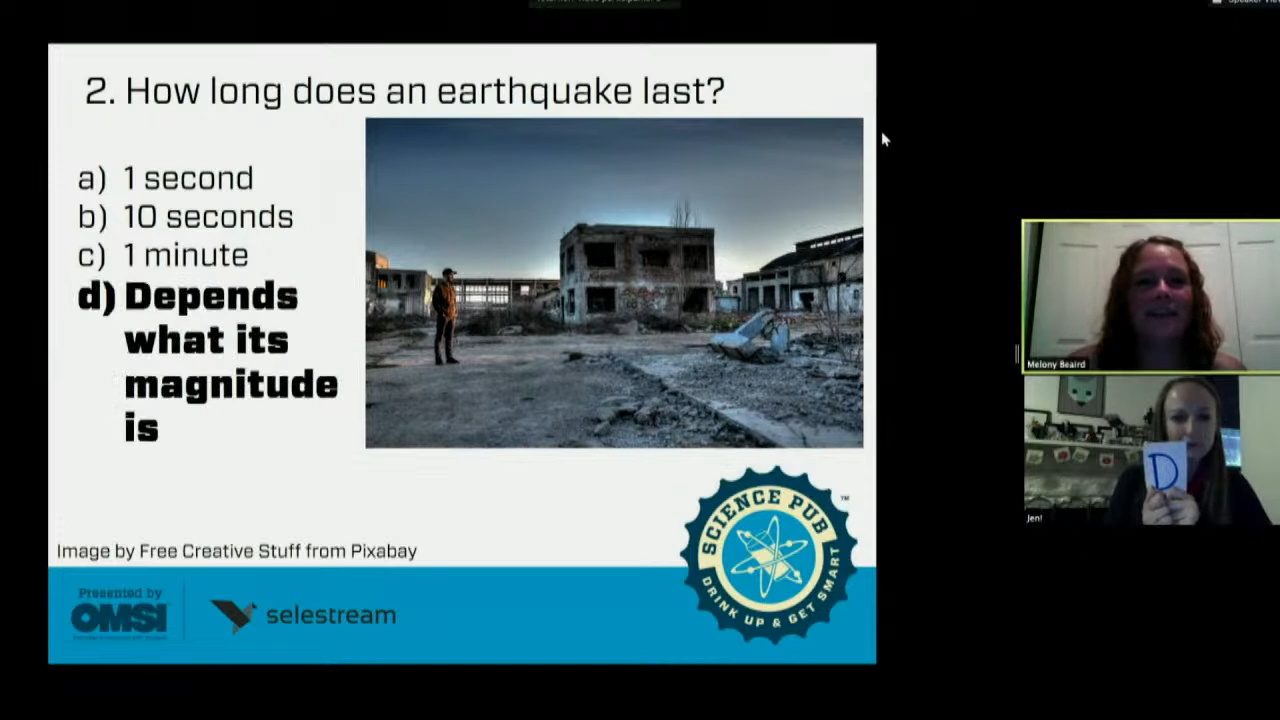 2. How long does an earthquake last?
a) 1 second
b) 10 seconds
c) 1 minute
d) Depends
what its
magnitude
is
Image by Free Creative Stuff from Pixabay
Presented by
OMSI
selestream
SCIENCE PUB
DRINK UP & GET SMART
TM
Melony Beaird
D
Jen!